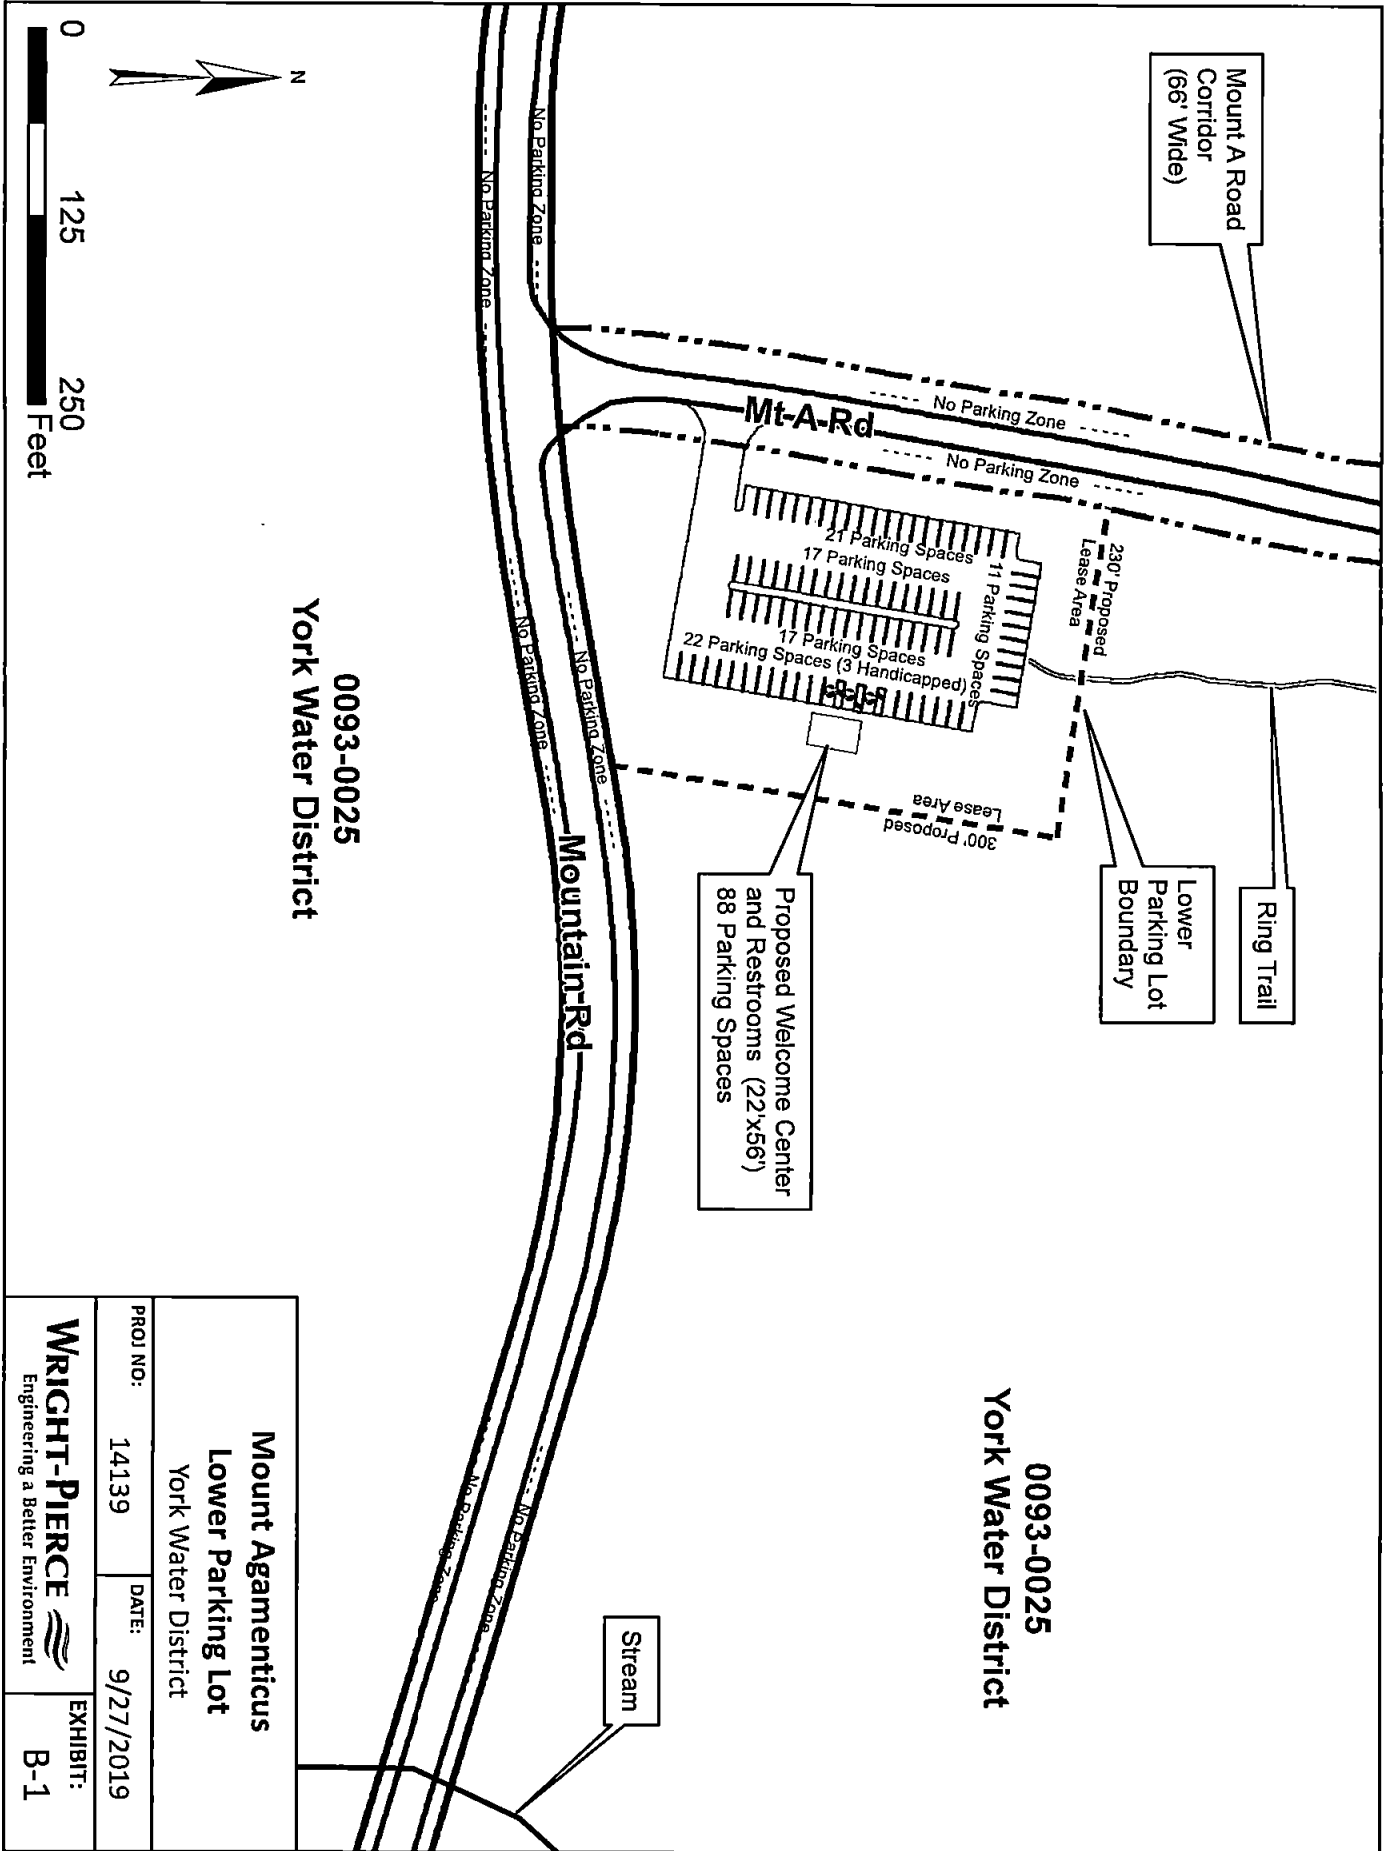 Mount A Road
Corridor
(66' Wide)
Ring Trail
Lower
Parking Lot
Boundary
230' Proposed
Lease Area
300' Proposed
Lease Area
No Parking Zone
No Parking Zone
Mt-A-Rd
21 Parking Spaces
17 Parking Spaces
11 Parking Spaces
17 Parking Spaces
22 Parking Spaces (3 Handicapped)
Proposed Welcome Center
and Restrooms (22'x56')
88 Parking Spaces
0093-0025
York Water District
No Parking Zone
No Parking Zone
No Parking Zone
No Parking Zone
Mountain-Rd
No Parking Zone
No Parking Zone
Stream
0093-0025
York Water District
N
0 125 250
Feet
Mount Agamenticus
Lower Parking Lot
York Water District
PROJ NO: 14139
DATE: 9/27/2019
WRIGHT-PIERCE
Engineering a Better Environment
EXHIBIT:
B-1